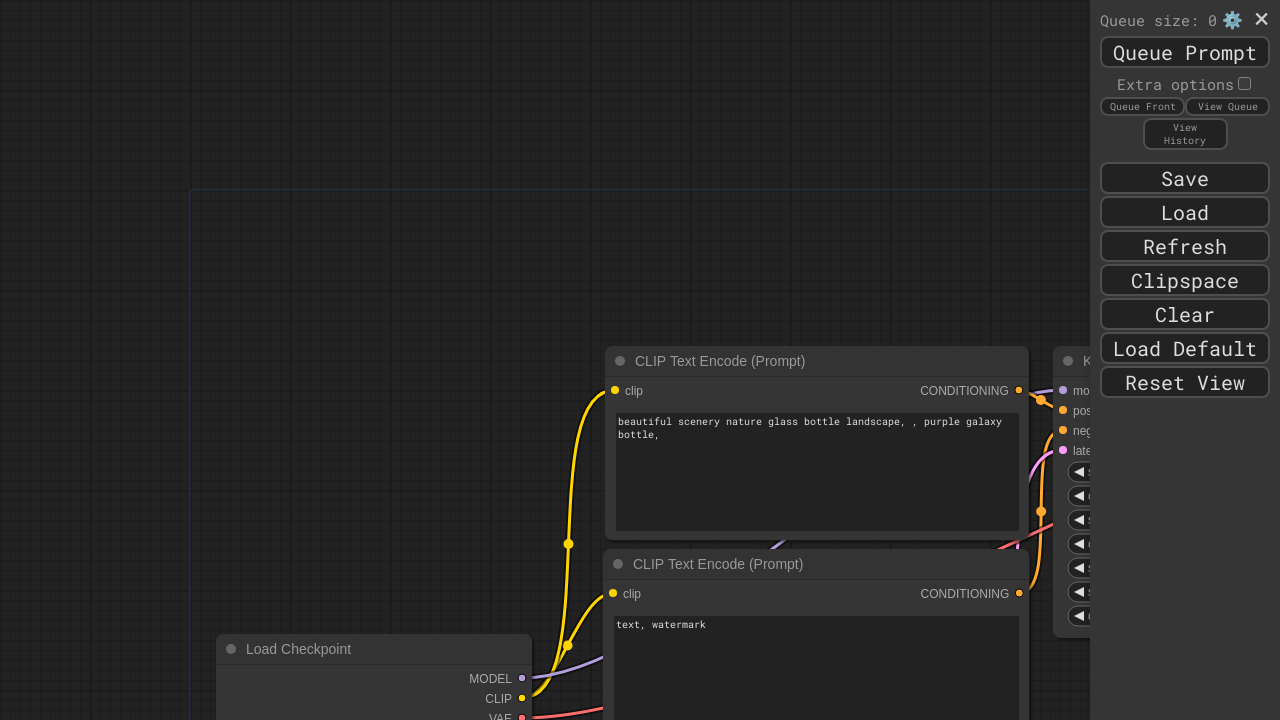 Queue size: 0
Queue Prompt
Extra options
Queue Front
View Queue
View
History
Save
Load
Refresh
Clipspace
Clear
Load Default
Reset View
CLIP Text Encode (Prompt)
clip
CONDITIONING
beautiful scenery nature glass bottle landscape, , purple galaxy
bottle,
K
mo
pos
neg
late
CLIP Text Encode (Prompt)
clip
CONDITIONING
text, watermark
Load Checkpoint
MODEL
CLIP
VAE